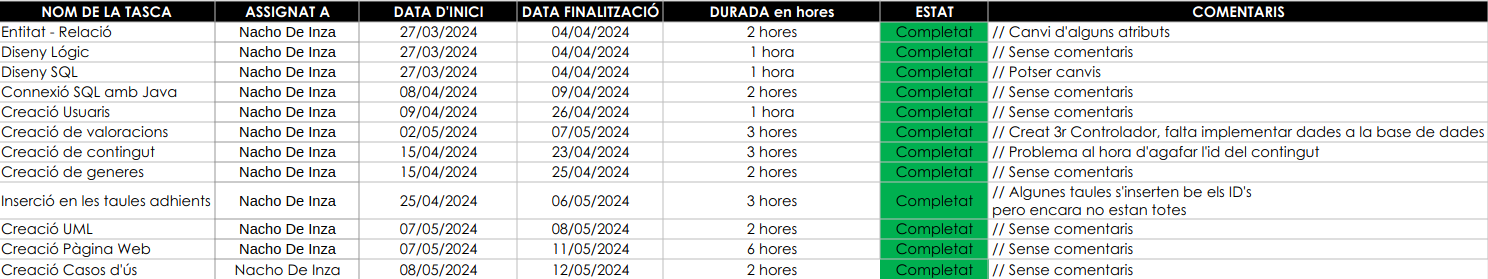 NOM DE LA TASCA ASSIGNAT A DATA D'INICI DATA FINALITZACIÓ DURADA en hores ESTAT COMENTARIS
Entitat - Relació Nacho De Inza 27/03/2024 04/04/2024 2 hores Completat // Canvi d'alguns atributs
Diseny Lógic Nacho De Inza 27/03/2024 04/04/2024 1 hora Completat // Sense comentaris
Diseny SQL Nacho De Inza 27/03/2024 04/04/2024 1 hora Completat // Potser canvis
Connexió SQL amb Java Nacho De Inza 08/04/2024 09/04/2024 2 hores Completat // Sense comentaris
Creació Usuaris Nacho De Inza 09/04/2024 26/04/2024 1 hora Completat // Sense comentaris
Creació de valoracions Nacho De Inza 02/05/2024 07/05/2024 3 hores Completat // Creat 3r Controlador, falta implementar dades a la base de dades
Creació de contingut Nacho De Inza 15/04/2024 23/04/2024 3 hores Completat // Problema al hora d'agafar l'id del contingut
Creació de generes Nacho De Inza 15/04/2024 25/04/2024 2 hores Completat // Sense comentaris
Inserció en les taules adhients Nacho De Inza 25/04/2024 06/05/2024 3 hores Completat // Algunes taules s'inserten be els ID's
pero encara no estan totes
Creació UML Nacho De Inza 07/05/2024 08/05/2024 2 hores Completat // Sense comentaris
Creació Pàgina Web Nacho De Inza 07/05/2024 11/05/2024 6 hores Completat // Sense comentaris
Creació Casos d'ús Nacho De Inza 08/05/2024 12/05/2024 2 hores Completat // Sense comentaris